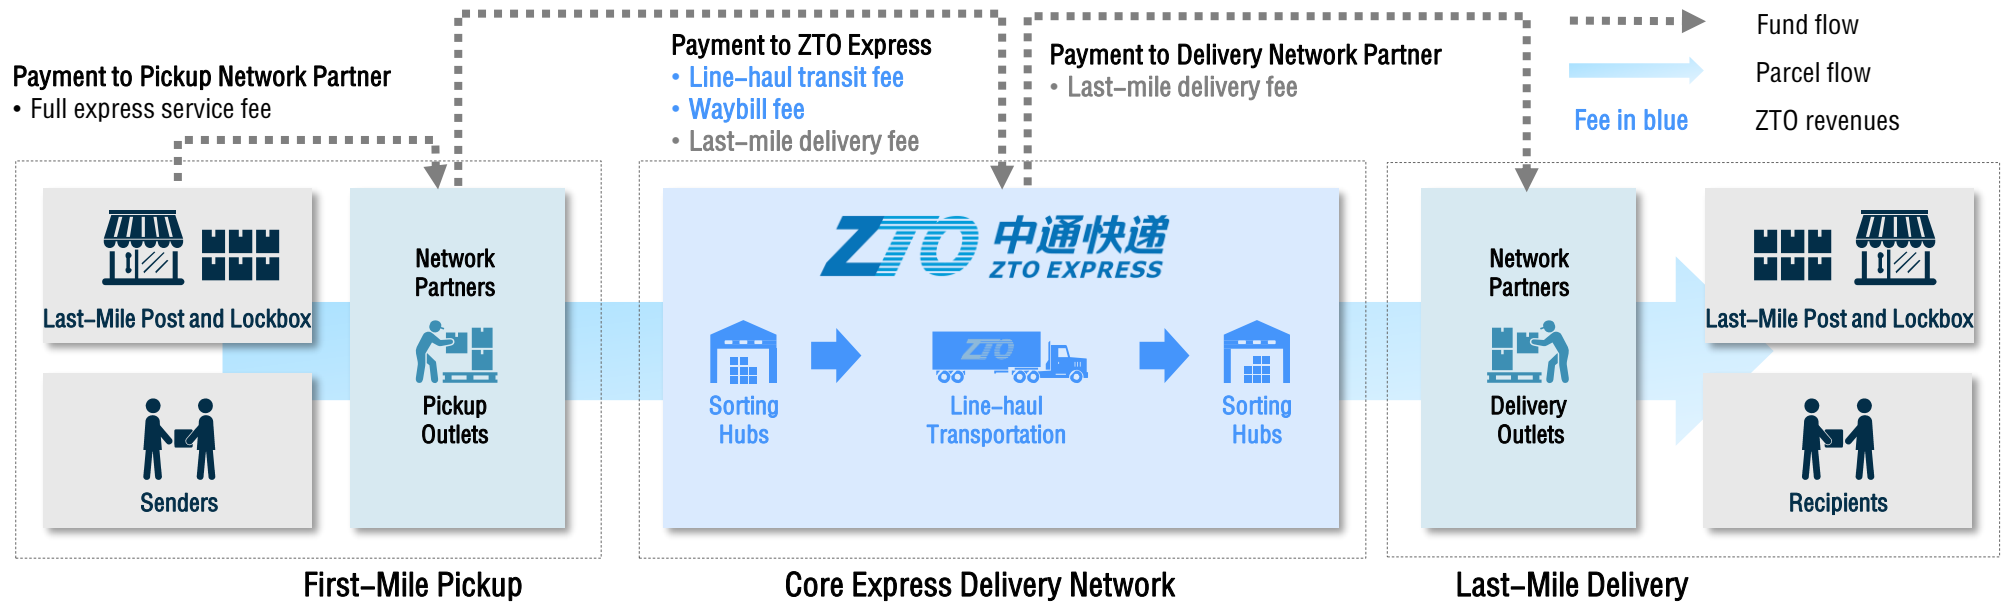 Payment to Pickup Network Partner
• Full express service fee
Payment to ZTO Express
• Line-haul transit fee
• Waybill fee
• Last-mile delivery fee
Payment to Delivery Network Partner
• Last-mile delivery fee
Fund flow
Parcel flow
Fee in blue
ZTO revenues
Last-Mile Post and Lockbox
Senders
Network
Partners
Pickup
Outlets
ZTO 中通快递
ZTO EXPRESS
Sorting
Hubs
ZTO
Line-haul
Transportation
Sorting
Hubs
Network
Partners
Delivery
Outlets
Last-Mile Post and Lockbox
Recipients
First-Mile Pickup
Core Express Delivery Network
Last-Mile Delivery